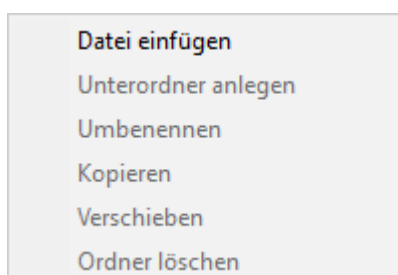 Datei einfügen
Unterordner anlegen
Umbenennen
Kopieren
Verschieben
Ordner löschen